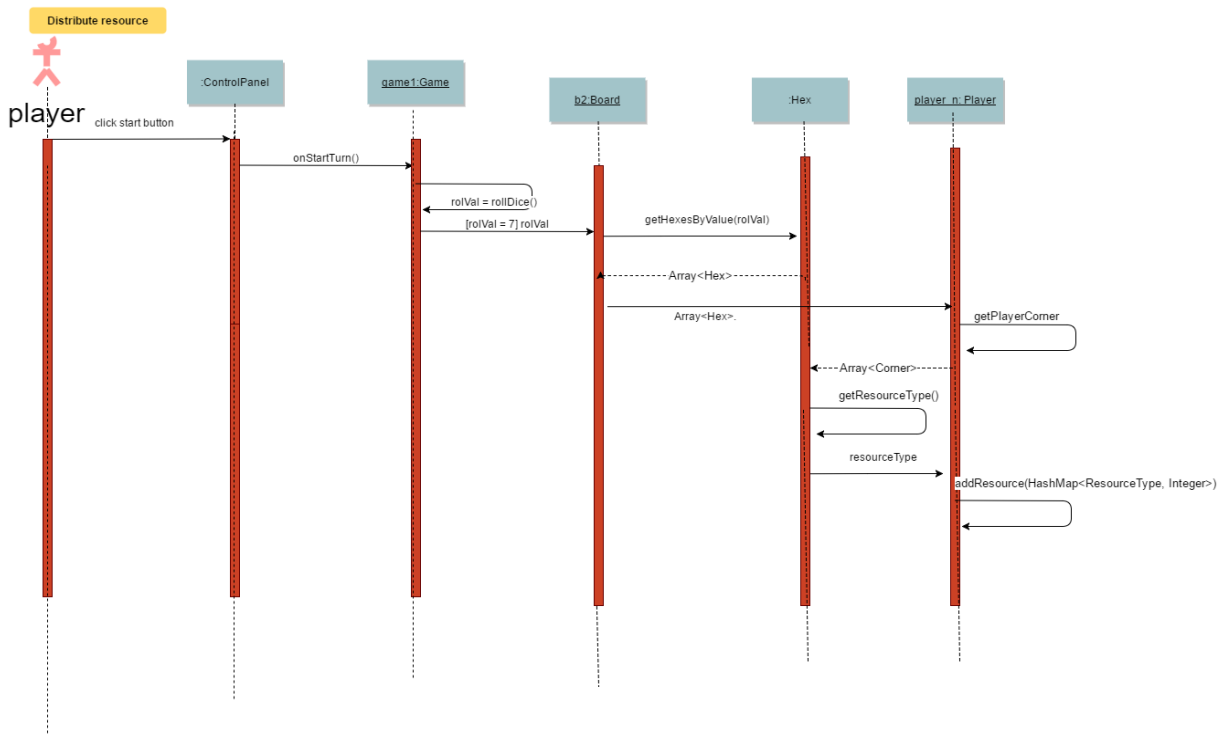 Distribute resource
player
:ControlPanel
game1:Game
b2:Board
:Hex
player_n: Player
click start button
onStartTurn()
rolVal = rollDice()
[rolVal = 7] rolVal
getHexesByValue(rolVal)
Array<Hex>
Array<Hex>.
getPlayerCorner
Array<Corner>
getResourceType()
resourceType
addResource(HashMap<ResourceType, Integer>)